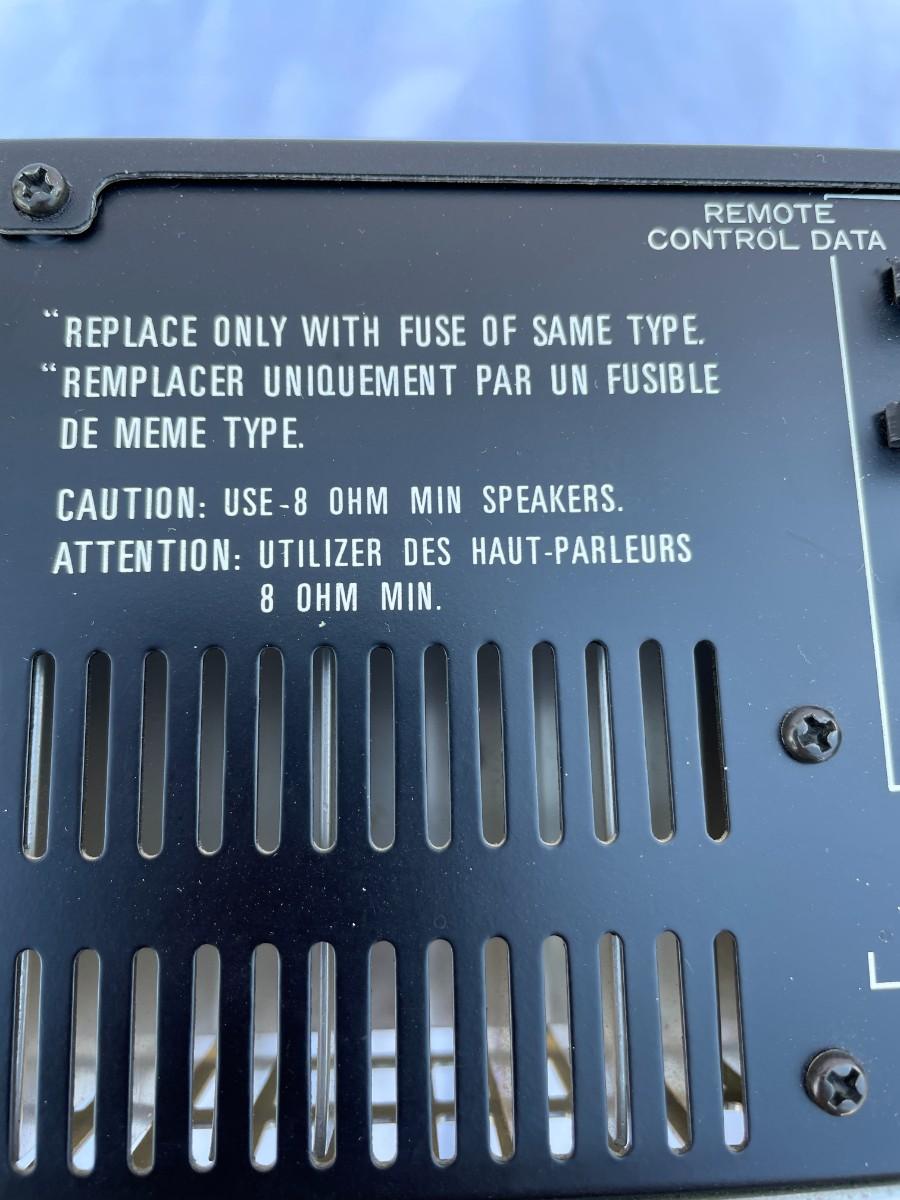 REMOTE
CONTROL DATA
“REPLACE ONLY WITH FUSE OF SAME TYPE.
“REMPLACER UNIQUEMENT PAR UN FUSIBLE
DE MEME TYPE.
CAUTION: USE-8 OHM MIN SPEAKERS.
ATTENTION: UTILIZER DES HAUT-PARLEURS
8 OHM MIN.